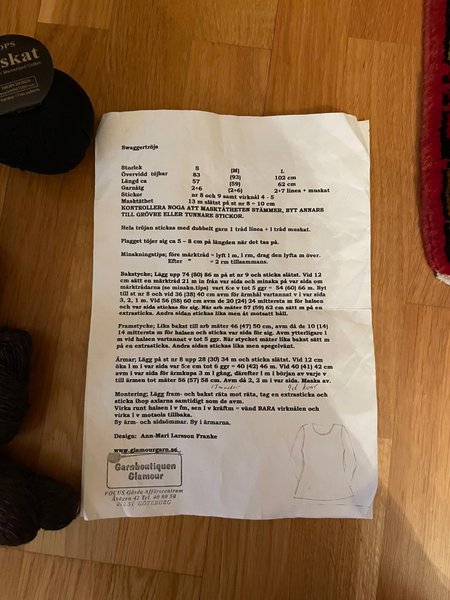 OPS
skat
Swaggertröja
Storlek S (M) L
Övervidd töjbar 83 (93) 102 cm
Längd ca 57 (59) 62 cm
Garnåtg 2+6 (2+6) 2+7 linea + muskat
Stickor nr 8 och 9 samt virknål 4 - 5
Masktäthet 13 m slätst på st nr 8 = 10 cm
KONTROLLERA NOGA ATT MASKTÄTHETEN STÄMMER, BYT ANNARS
TILL GRÖVRE ELLER TUNNARE STICKOR.
Hela tröjan stickas med dubbelt garn 1 tråd linea + 1 tråd muskat.
Plagget töjer sig ca 5 – 8 cm på längden när det tas på.
Minskningstips; före märktråd = lyft 1 m, 1 rm, drag den lyfta m över.
Efter " = 2 rm tillsammans.
Bakstycke; Lägg upp 74 (80) 86 m på st nr 9 och sticka slätst. Vid 12
cm sätt en märktråd 21 m in från var sida och minska på var sida om
märktrådarna (se minskn.tips) vart 6:e v tot 5 ggr = 54 (60) 66 m. Byt
till st nr 8 och vid 36 (38) 40 cm avm för ärmhål vartannat v i var sida
3, 2, 1 m. Vid 56 (58) 60 cm avm de 20 (24) 24 mittersta m för halsen
och var sida stickas för sig. När arb mäter 57 (59) 62 cm sätt m på en
extrasticka. Andra sidan stickas lika men åt motsatt håll.
Framstycke; Lika bakst till arb mäter 46 (47) 50 cm, avm då de 10 (14)
14 mittersta m för halsen och sticka var sida för sig. Avm ytterligare 1
m vid halsen vartannat v tot 5 ggr. När stycket mäter lika bakst sätt m
på en extrasticka. Andra sidan stickas lika men spegelvänt.
Ärmar; Lägg på st nr 8 upp 28 (30) 34 m och sticka slätst. Vid 12 cm
öka 1 m i var sida var 5:e cm tot 6 ggr = 40 (42) 46 m. Vid 40 (41) 42 cm
avm i var sida för ärmkupa 3 m 1 gång, därefter 1 m i början av varje v
till ärmen tot mäter 56 (57) 58 cm. Avm då 2, 2 m i var sida. Maska av.
Montering; Lägg fram- och bakst räta mot räta, tag en extrasticka och
sticka ihop axlarna samtidigt som de avm.
Virka runt halsen 1 v fm, sen 1 v kräftm = vänd BARA virknålen och
virka 1 v motsols tillbaka.
Sy ärm- och sidsömmar. Sy i ärmarna.
Design: Ann-Mari Larsson Franke
www.glamourgarn.se
Garnboutiquen
Glamour
FOCUS Gårda Affärscentrum
Åvägen 42 Tel. 40 80 58
412 51 GÖTEBORG